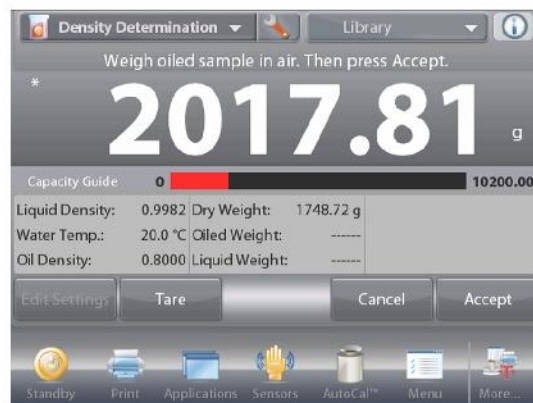 Density Determination Library
Weigh oiled sample in air. Then press Accept.
* 2017.81 g
Capacity Guide 0 10200.00
Liquid Density: 0.9982 Dry Weight: 1748.72 g
Water Temp.: 20.0 °C Oiled Weight: ------
Oil Density: 0.8000 Liquid Weight: ------
Edit Settings Tare Cancel Accept
Standby Print Applications Sensors AutoCal™ Menu More...